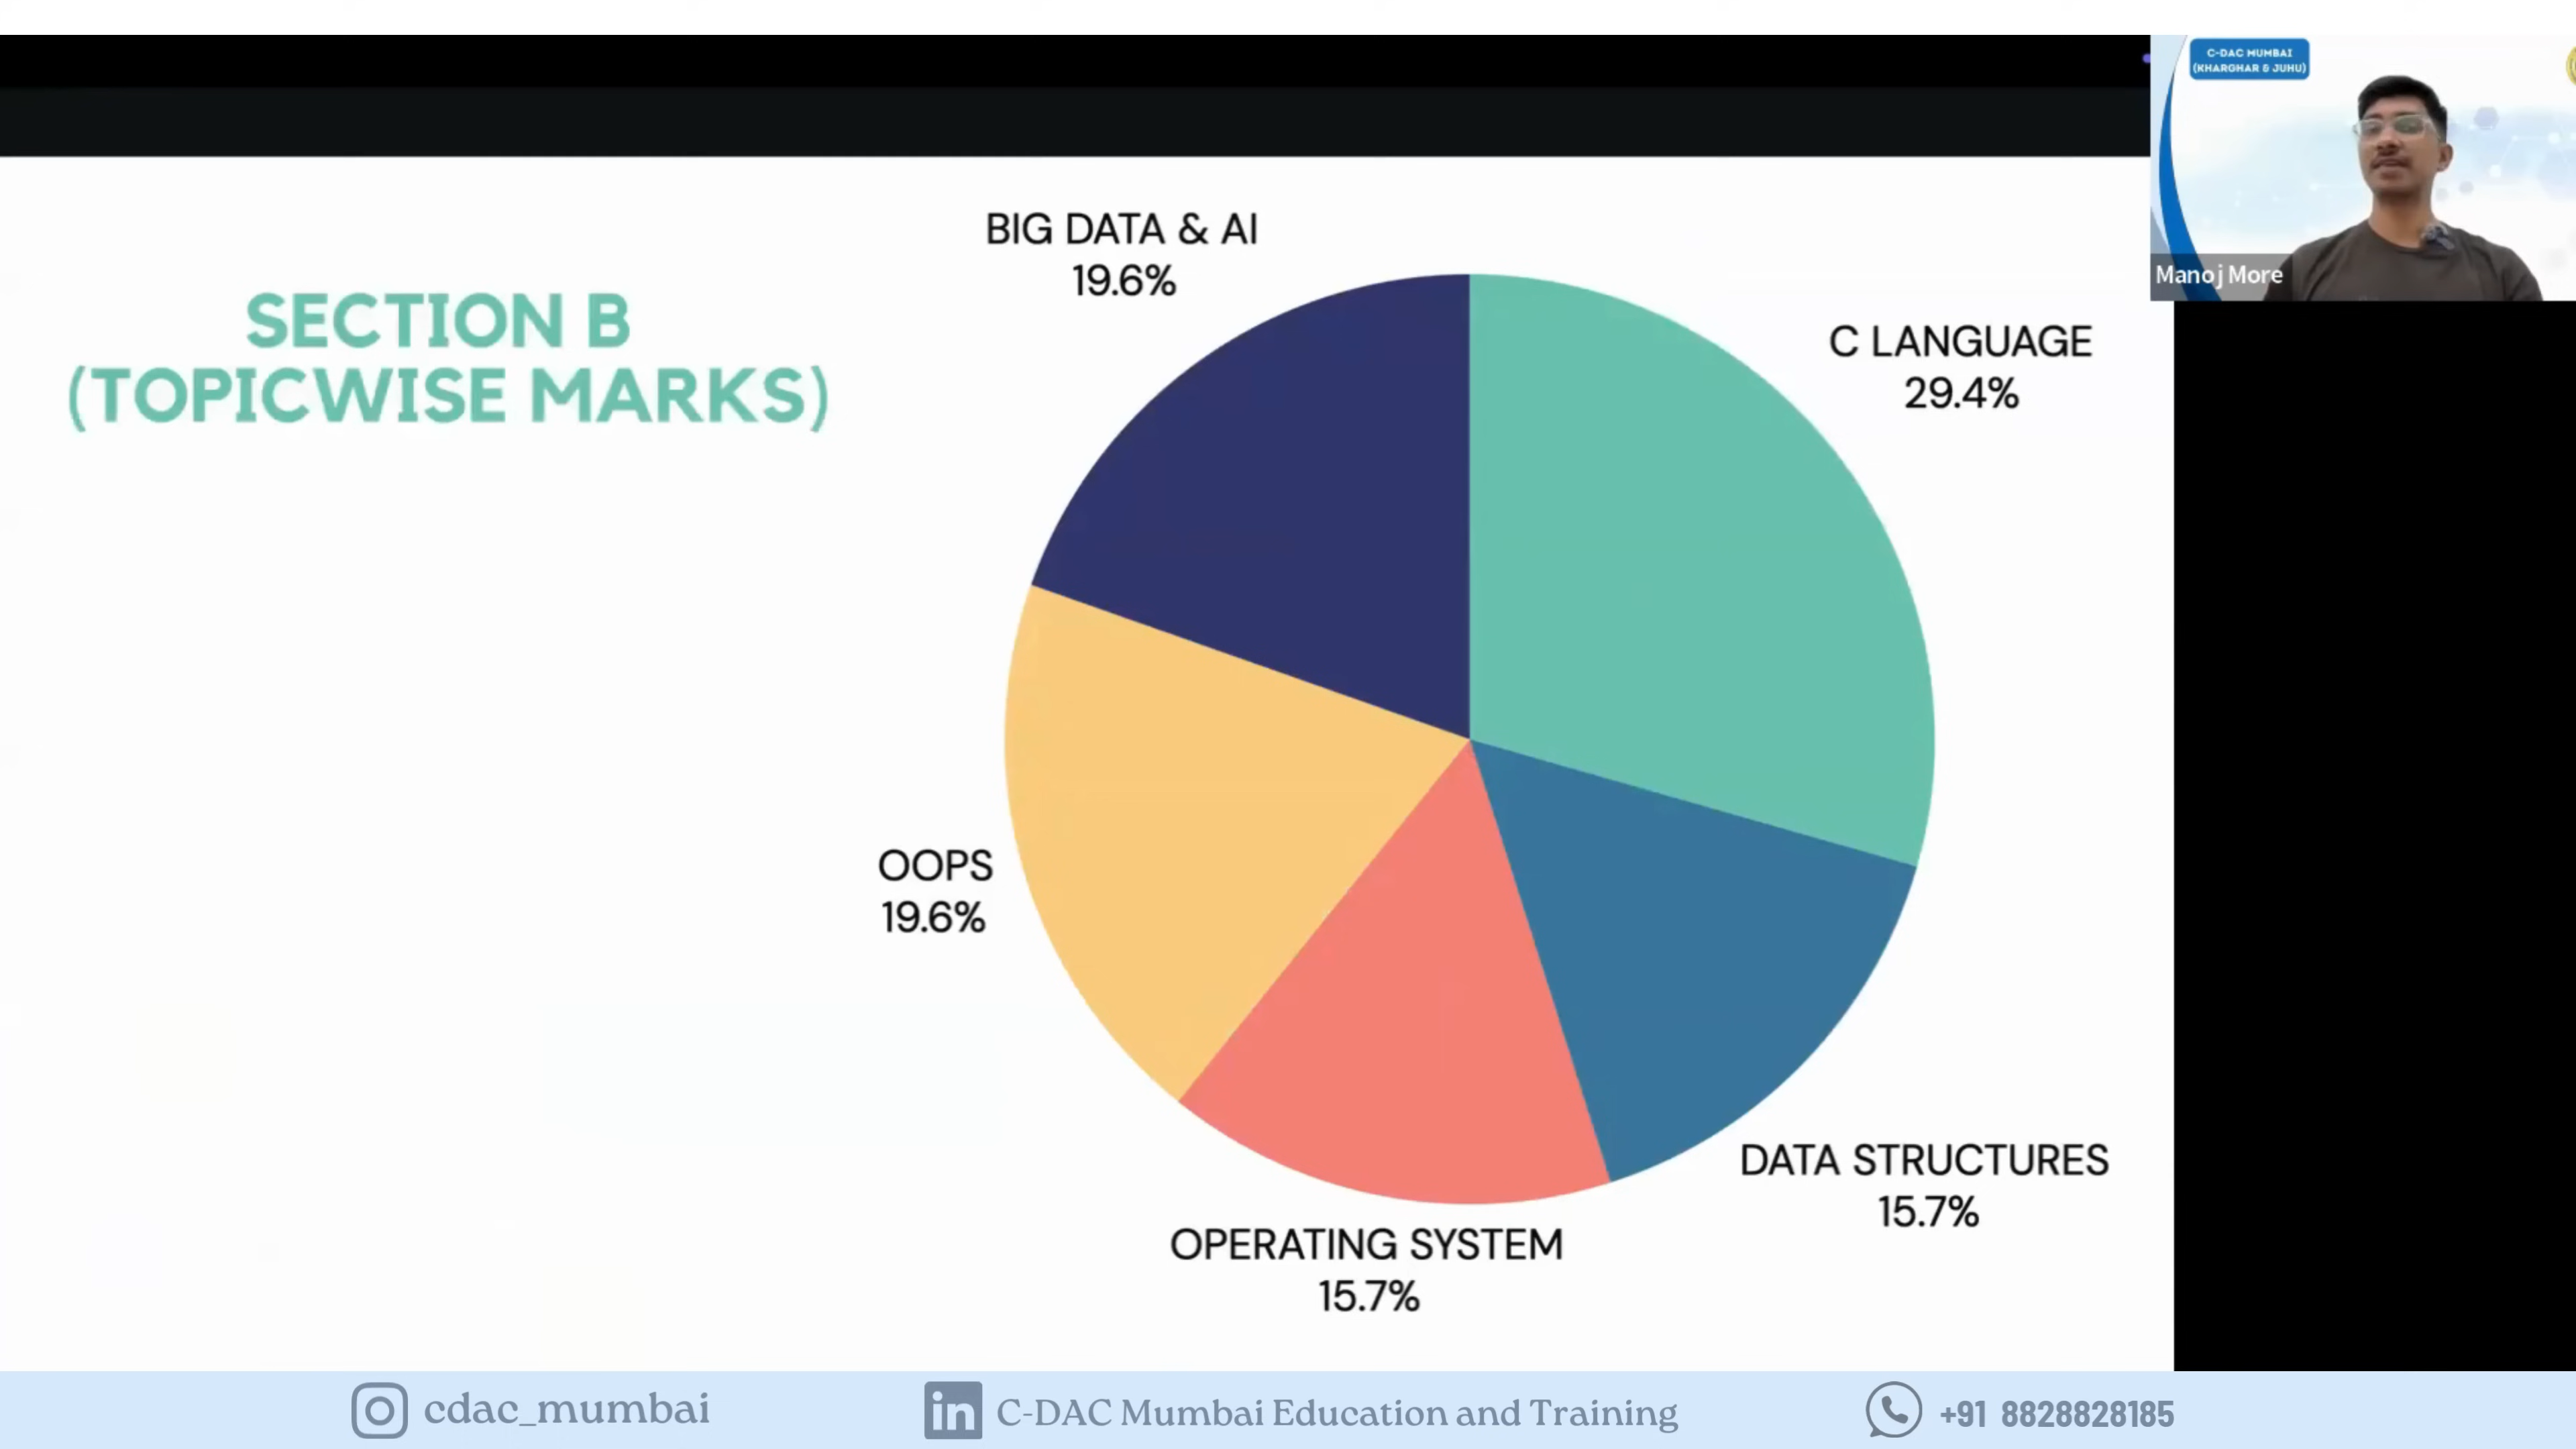 C-DAC MUMBAI
(KHARGHAR & JUHU)
Manoj More
SECTION B
(TOPICWISE MARKS)
BIG DATA & AI
19.6%
C LANGUAGE
29.4%
OOPS
19.6%
DATA STRUCTURES
15.7%
OPERATING SYSTEM
15.7%
cdac_mumbai
in C-DAC Mumbai Education and Training
+91 8828828185